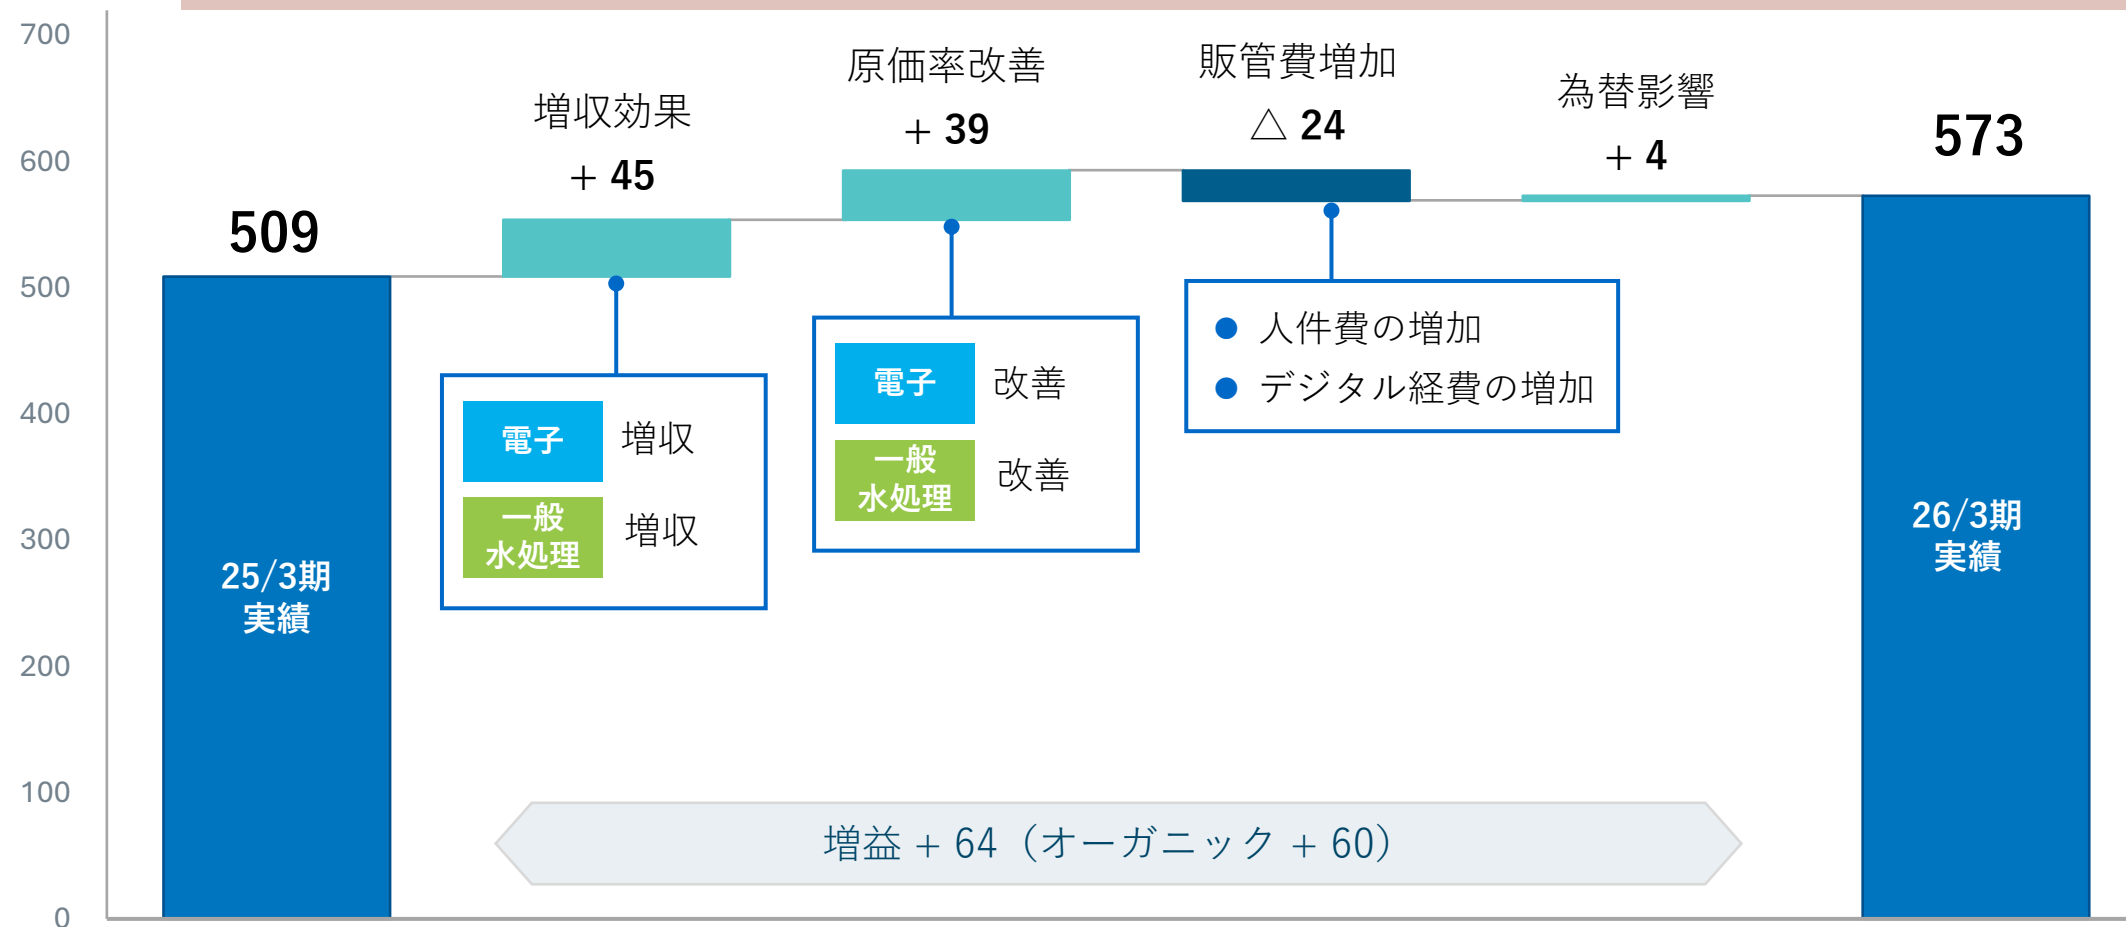 700
600
500
400
300
200
100
0
509
25/3期
実績
増収効果
+ 45
電子 増収
一般
水処理 増収
原価率改善
+ 39
電子 改善
一般
水処理 改善
販管費増加
△ 24
● 人件費の増加
● デジタル経費の増加
為替影響
+ 4
573
26/3期
実績
増益 + 64（オーガニック + 60）